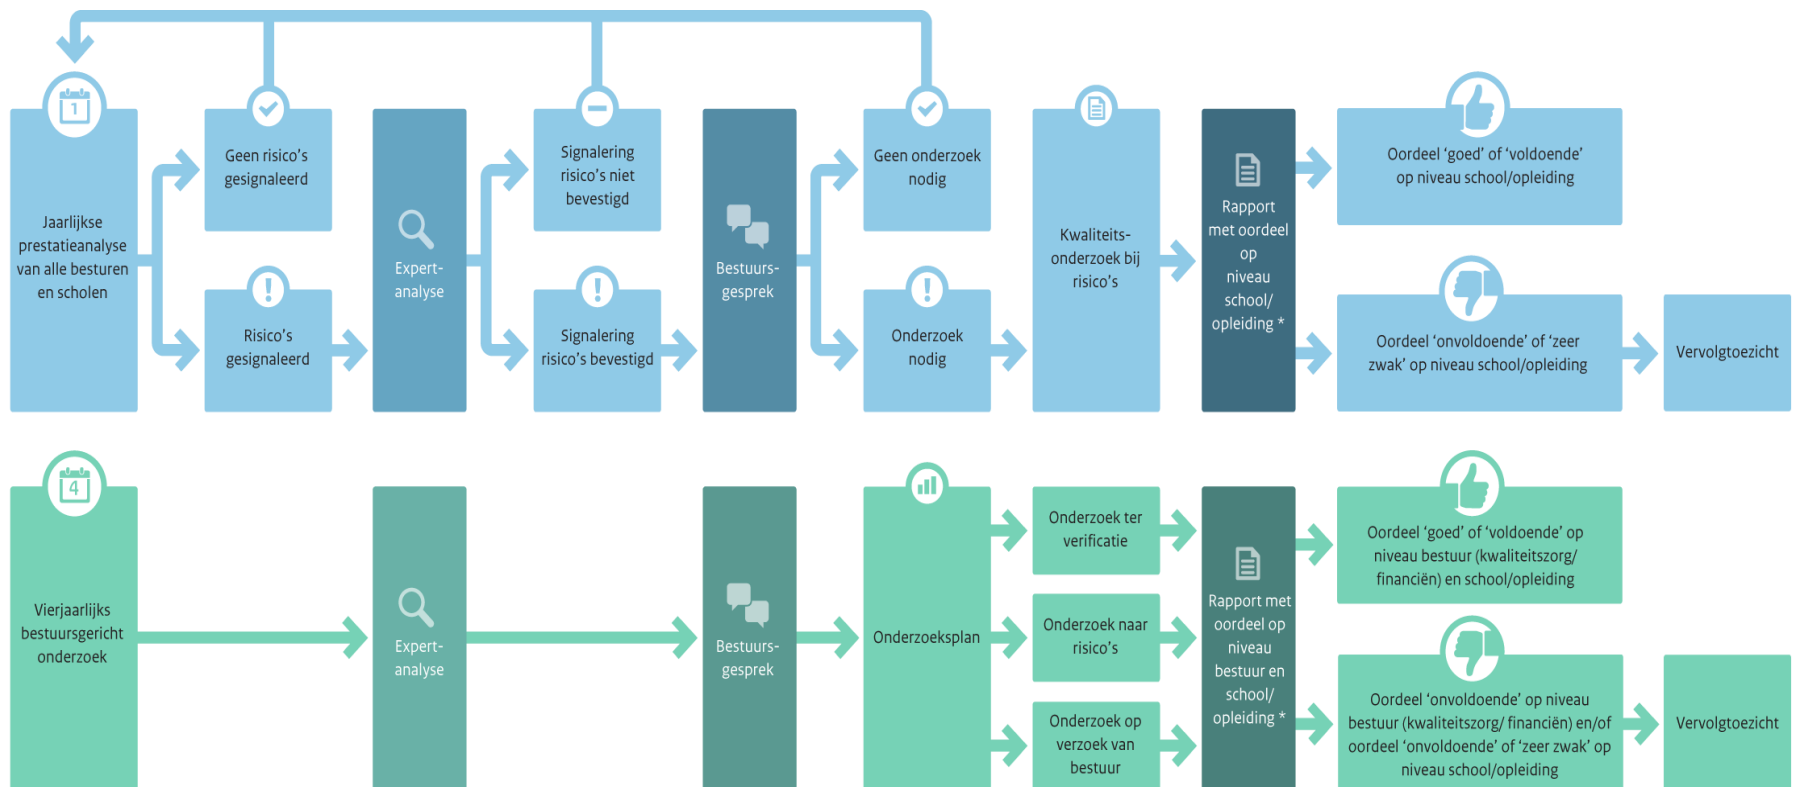 1
Jaarlijkse
prestatieanalyse
van alle besturen
en scholen
Geen risico's
gesignaleerd
Risico's
gesignaleerd
Expert-
analyse
Signalering
risico's niet
bevestigd
Signalering
risico's bevestigd
Bestuurs-
gesprek
Geen onderzoek
nodig
Onderzoek
nodig
Kwaliteits-
onderzoek bij
risico's
Rapport
met oordeel
op
niveau
school/
opleiding *
Oordeel ‘goed’ of ‘voldoende’
op niveau school/opleiding
Oordeel ‘onvoldoende’ of ‘zeer
zwak’ op niveau school/opleiding
Vervolgtoezicht
4
Vierjaarlijks
bestuursgericht
onderzoek
Expert-
analyse
Bestuurs-
gesprek
Onderzoeksplan
Onderzoek ter
verificatie
Onderzoek naar
risico's
Onderzoek op
verzoek van
bestuur
Rapport met
oordeel op
niveau
bestuur en
school/
opleiding *
Oordeel ‘goed’ of ‘voldoende’ op
niveau bestuur (kwaliteitszorg/
financiën) en school/opleiding
Oordeel ‘onvoldoende’ op niveau
bestuur (kwaliteitszorg/ financiën) en/of
oordeel ‘onvoldoende’ of ‘zeer zwak’ op
niveau school/opleiding
Vervolgtoezicht